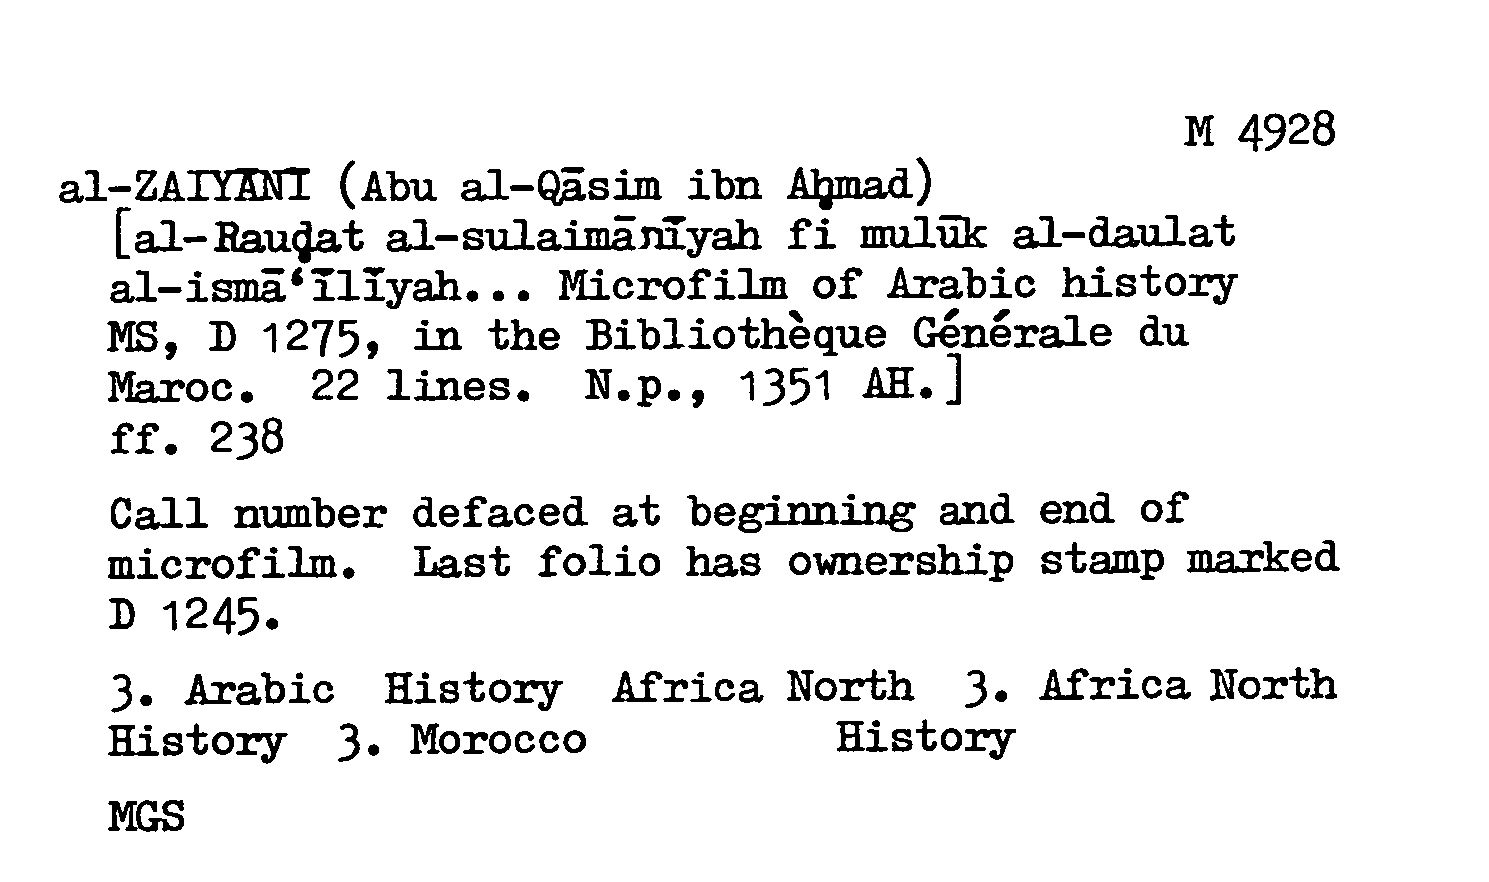 M 4928
al-ZAIYĀNĪ (Abu al-Qāsim ibn Aḥmad)
[al-Rauḍat al-sulaimānīyah fi mulūk al-daulat
al-ismā‘īlīyah... Microfilm of Arabic history
MS, D 1275, in the Bibliothèque Générale du
Maroc. 22 lines. N.p., 1351 AH.]
ff. 238
Call number defaced at beginning and end of
microfilm. Last folio has ownership stamp marked
D 1245.
3. Arabic History Africa North 3. Africa North
History 3. Morocco History
MGS